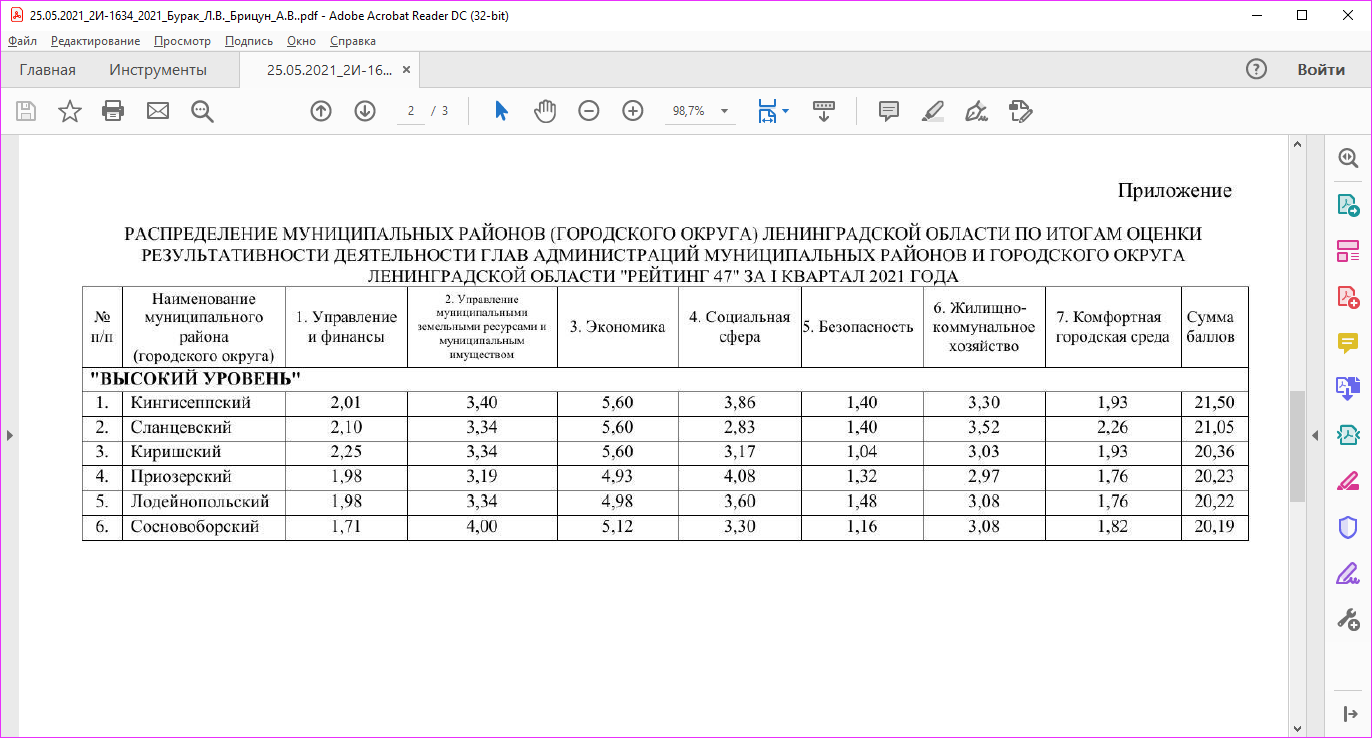 25.05.2021_2И-1634_2021_Бурак_Л.В._Брицун_А.В..pdf - Adobe Acrobat Reader DC (32-bit)
Файл Редактирование Просмотр Подпись Окно Справка
Главная Инструменты 25.05.2021_2И-16... × Войти
2 / 3 98,7%
Приложение
РАСПРЕДЕЛЕНИЕ МУНИЦИПАЛЬНЫХ РАЙОНОВ (ГОРОДСКОГО ОКРУГА) ЛЕНИНГРАДСКОЙ ОБЛАСТИ ПО ИТОГАМ ОЦЕНКИ
РЕЗУЛЬТАТИВНОСТИ ДЕЯТЕЛЬНОСТИ ГЛАВ АДМИНИСТРАЦИЙ МУНИЦИПАЛЬНЫХ РАЙОНОВ И ГОРОДСКОГО ОКРУГА
ЛЕНИНГРАДСКОЙ ОБЛАСТИ "РЕЙТИНГ 47" ЗА I КВАРТАЛ 2021 ГОДА
№
п/п
Наименование
муниципального
района
(городского округа)
1. Управление
и финансы
2. Управление
муниципальными
земельными ресурсами и
муниципальным
имуществом
3. Экономика
4. Социальная
сфера
5. Безопасность
6. Жилищно-
коммунальное
хозяйство
7. Комфортная
городская среда
Сумма
баллов
"ВЫСОКИЙ УРОВЕНЬ"
1. Кингисеппский 2,01 3,40 5,60 3,86 1,40 3,30 1,93 21,50
2. Сланцевский 2,10 3,34 5,60 2,83 1,40 3,52 2,26 21,05
3. Киришский 2,25 3,34 5,60 3,17 1,04 3,03 1,93 20,36
4. Приозерский 1,98 3,19 4,93 4,08 1,32 2,97 1,76 20,23
5. Лодейнопольский 1,98 3,34 4,98 3,60 1,48 3,08 1,76 20,22
6. Сосновоборский 1,71 4,00 5,12 3,30 1,16 3,08 1,82 20,19